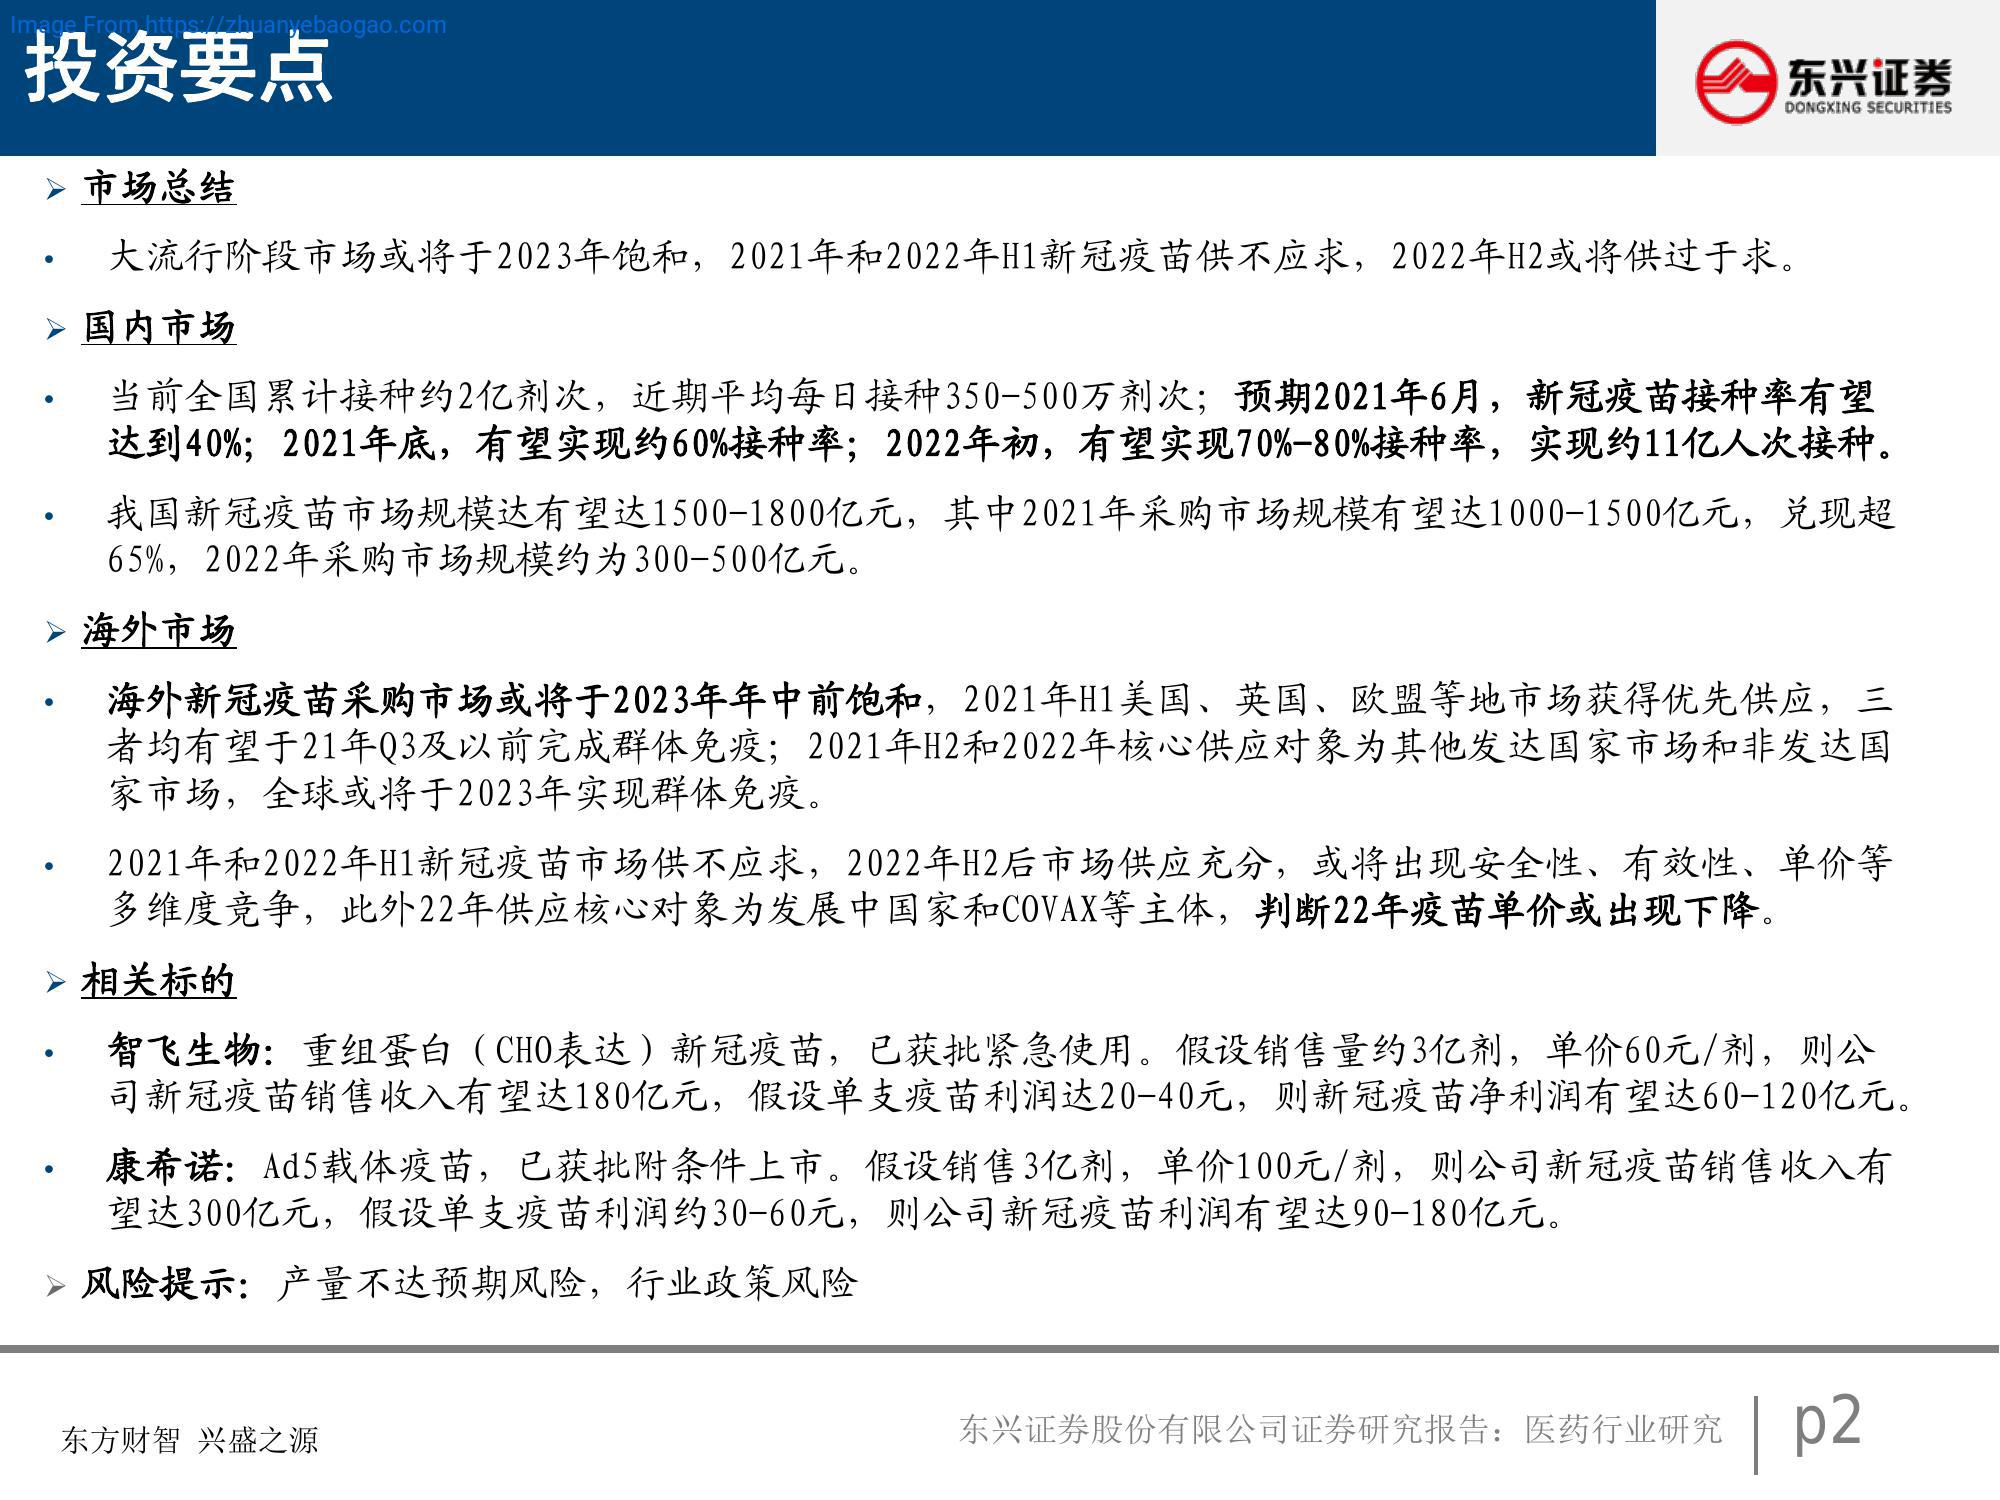 Image From https://zhuanyebaogao.com
投资要点
东兴证券
DONGXING SECURITIES
➢ 市场总结
• 大流行阶段市场或将于2023年饱和，2021年和2022年H1新冠疫苗供不应求，2022年H2或将供过于求。
➢ 国内市场
• 当前全国累计接种约2亿剂次，近期平均每日接种350-500万剂次；预期2021年6月，新冠疫苗接种率有望
达到40%；2021年底，有望实现约60%接种率；2022年初，有望实现70%-80%接种率，实现约11亿人次接种。
• 我国新冠疫苗市场规模达有望达1500-1800亿元，其中2021年采购市场规模有望达1000-1500亿元，兑现超
65%，2022年采购市场规模约为300-500亿元。
➢ 海外市场
• 海外新冠疫苗采购市场或将于2023年年中前饱和，2021年H1美国、英国、欧盟等地市场获得优先供应，三
者均有望于21年Q3及以前完成群体免疫；2021年H2和2022年核心供应对象为其他发达国家市场和非发达国
家市场，全球或将于2023年实现群体免疫。
• 2021年和2022年H1新冠疫苗市场供不应求，2022年H2后市场供应充分，或将出现安全性、有效性、单价等
多维度竞争，此外22年供应核心对象为发展中国家和COVAX等主体，判断22年疫苗单价或出现下降。
➢ 相关标的
• 智飞生物：重组蛋白（CHO表达）新冠疫苗，已获批紧急使用。假设销售量约3亿剂，单价60元/剂，则公
司新冠疫苗销售收入有望达180亿元，假设单支疫苗利润达20-40元，则新冠疫苗净利润有望达60-120亿元。
• 康希诺：Ad5载体疫苗，已获批附条件上市。假设销售3亿剂，单价100元/剂，则公司新冠疫苗销售收入有
望达300亿元，假设单支疫苗利润约30-60元，则公司新冠疫苗利润有望达90-180亿元。
➢ 风险提示：产量不达预期风险，行业政策风险
东方财智 兴盛之源
东兴证券股份有限公司证券研究报告：医药行业研究
p2